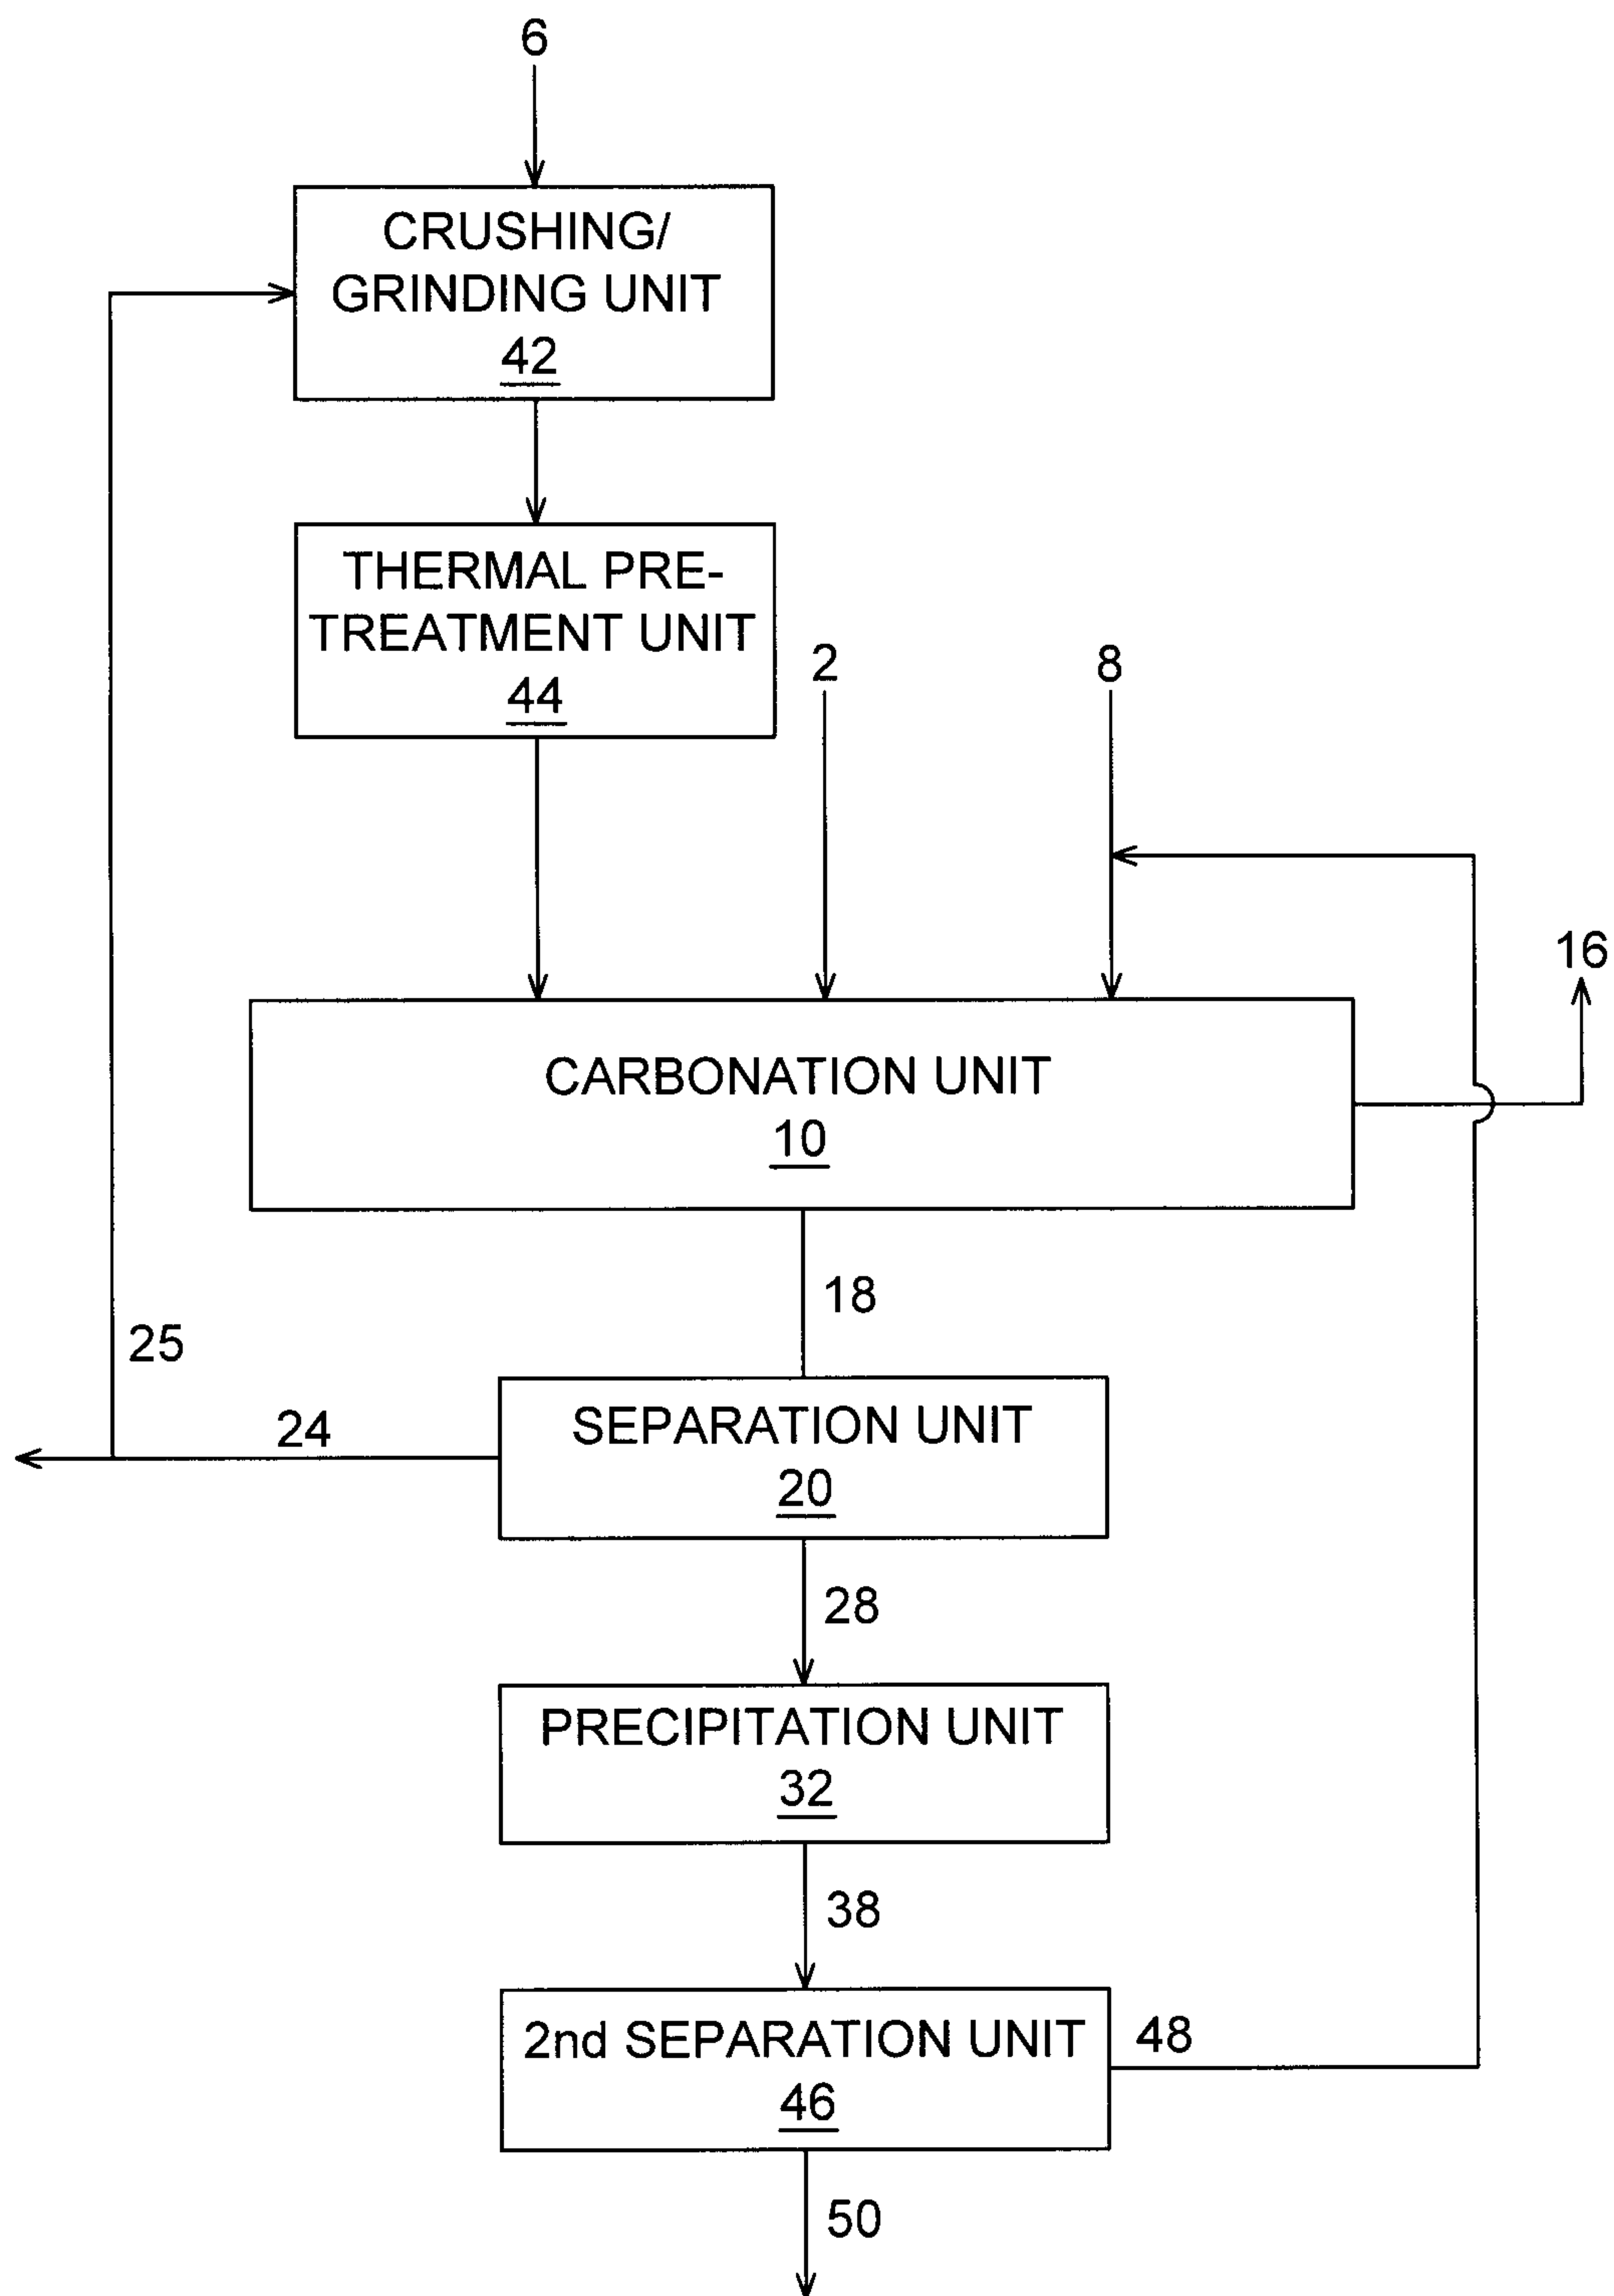 6
CRUSHING/
GRINDING UNIT
42
THERMAL PRE-
TREATMENT UNIT
44
2
8
16
CARBONATION UNIT
10
18
25
24
SEPARATION UNIT
20
28
PRECIPITATION UNIT
32
38
2nd SEPARATION UNIT
46
48
50